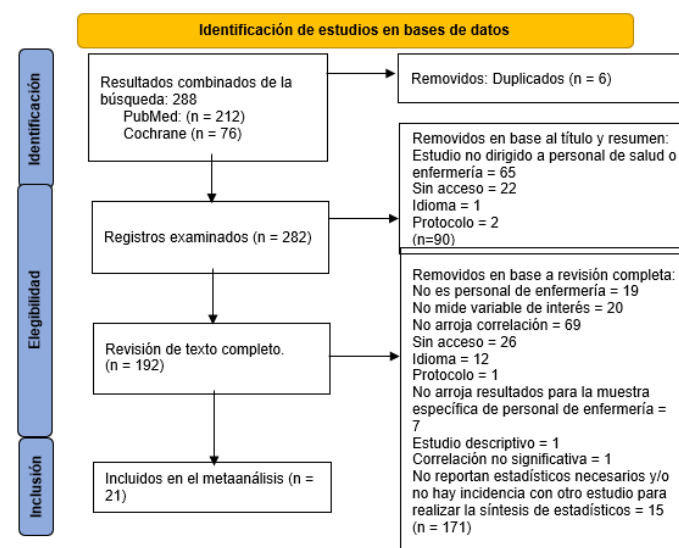 Identificación de estudios en bases de datos
Identificación
Resultados combinados de la
búsqueda: 288
PubMed: (n = 212)
Cochrane (n = 76)
Removidos: Duplicados (n = 6)
Removidos en base al título y resumen:
Estudio no dirigido a personal de salud o
enfermería = 65
Sin acceso = 22
Idioma = 1
Protocolo = 2
(n=90)
Elegibilidad
Registros examinados (n = 282)
Removidos en base a revisión completa:
No es personal de enfermería = 19
No mide variable de interés = 20
No arroja correlación = 69
Sin acceso = 26
Idioma = 12
Protocolo = 1
No arroja resultados para la muestra
específica de personal de enfermería =
7
Estudio descriptivo = 1
Correlación no significativa = 1
No reportan estadísticos necesarios y/o
no hay incidencia con otro estudio para
realizar la síntesis de estadísticos = 15
(n = 171)
Revisión de texto completo.
(n = 192)
Inclusión
Incluidos en el metaanálisis (n =
21)